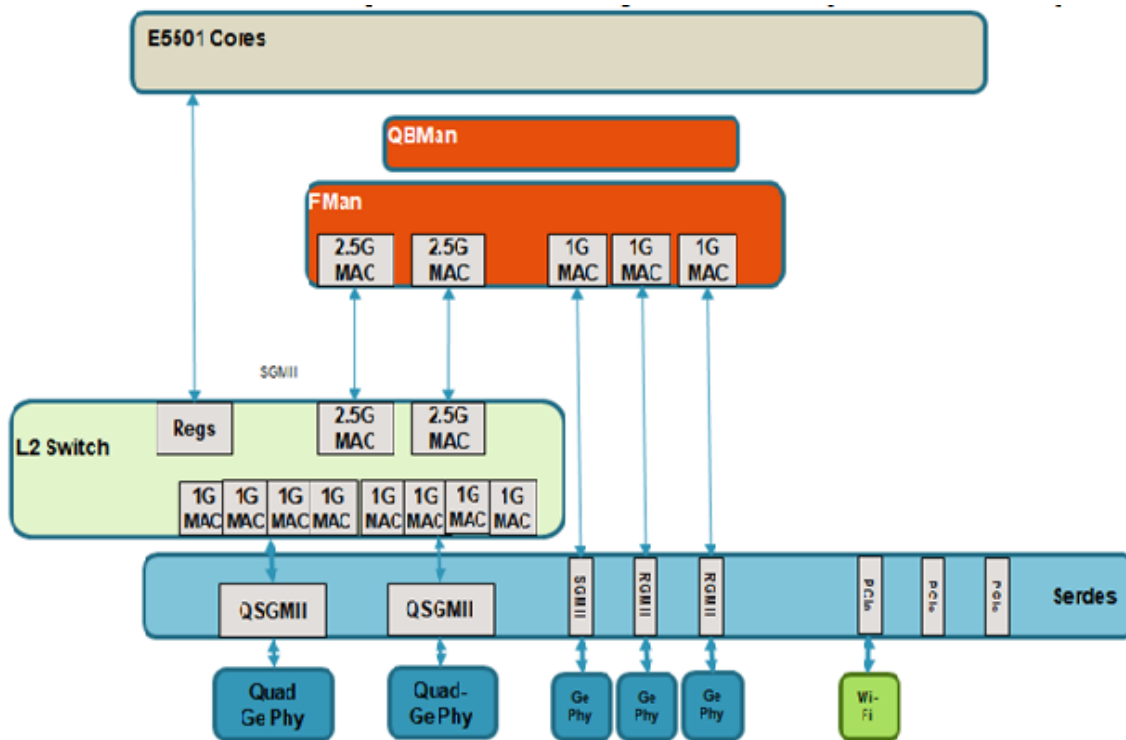 E5501 Cores
QBMan
FMan
2.5G
MAC
2.5G
MAC
1G
MAC
1G
MAC
1G
MAC
SGMII
L2 Switch
Regs
2.5G
MAC
2.5G
MAC
1G
MAC
1G
MAC
1G
MAC
1G
MAC
1G
MAC
1G
MAC
1G
MAC
1G
MAC
QSGMII
QSGMII
SGMII
RGMII
RGMII
PCIe
PCIe
PCIe
Serdes
Quad
Ge Phy
Quad-
Ge Phy
Ge
Phy
Ge
Phy
Ge
Phy
Wi-
Fi